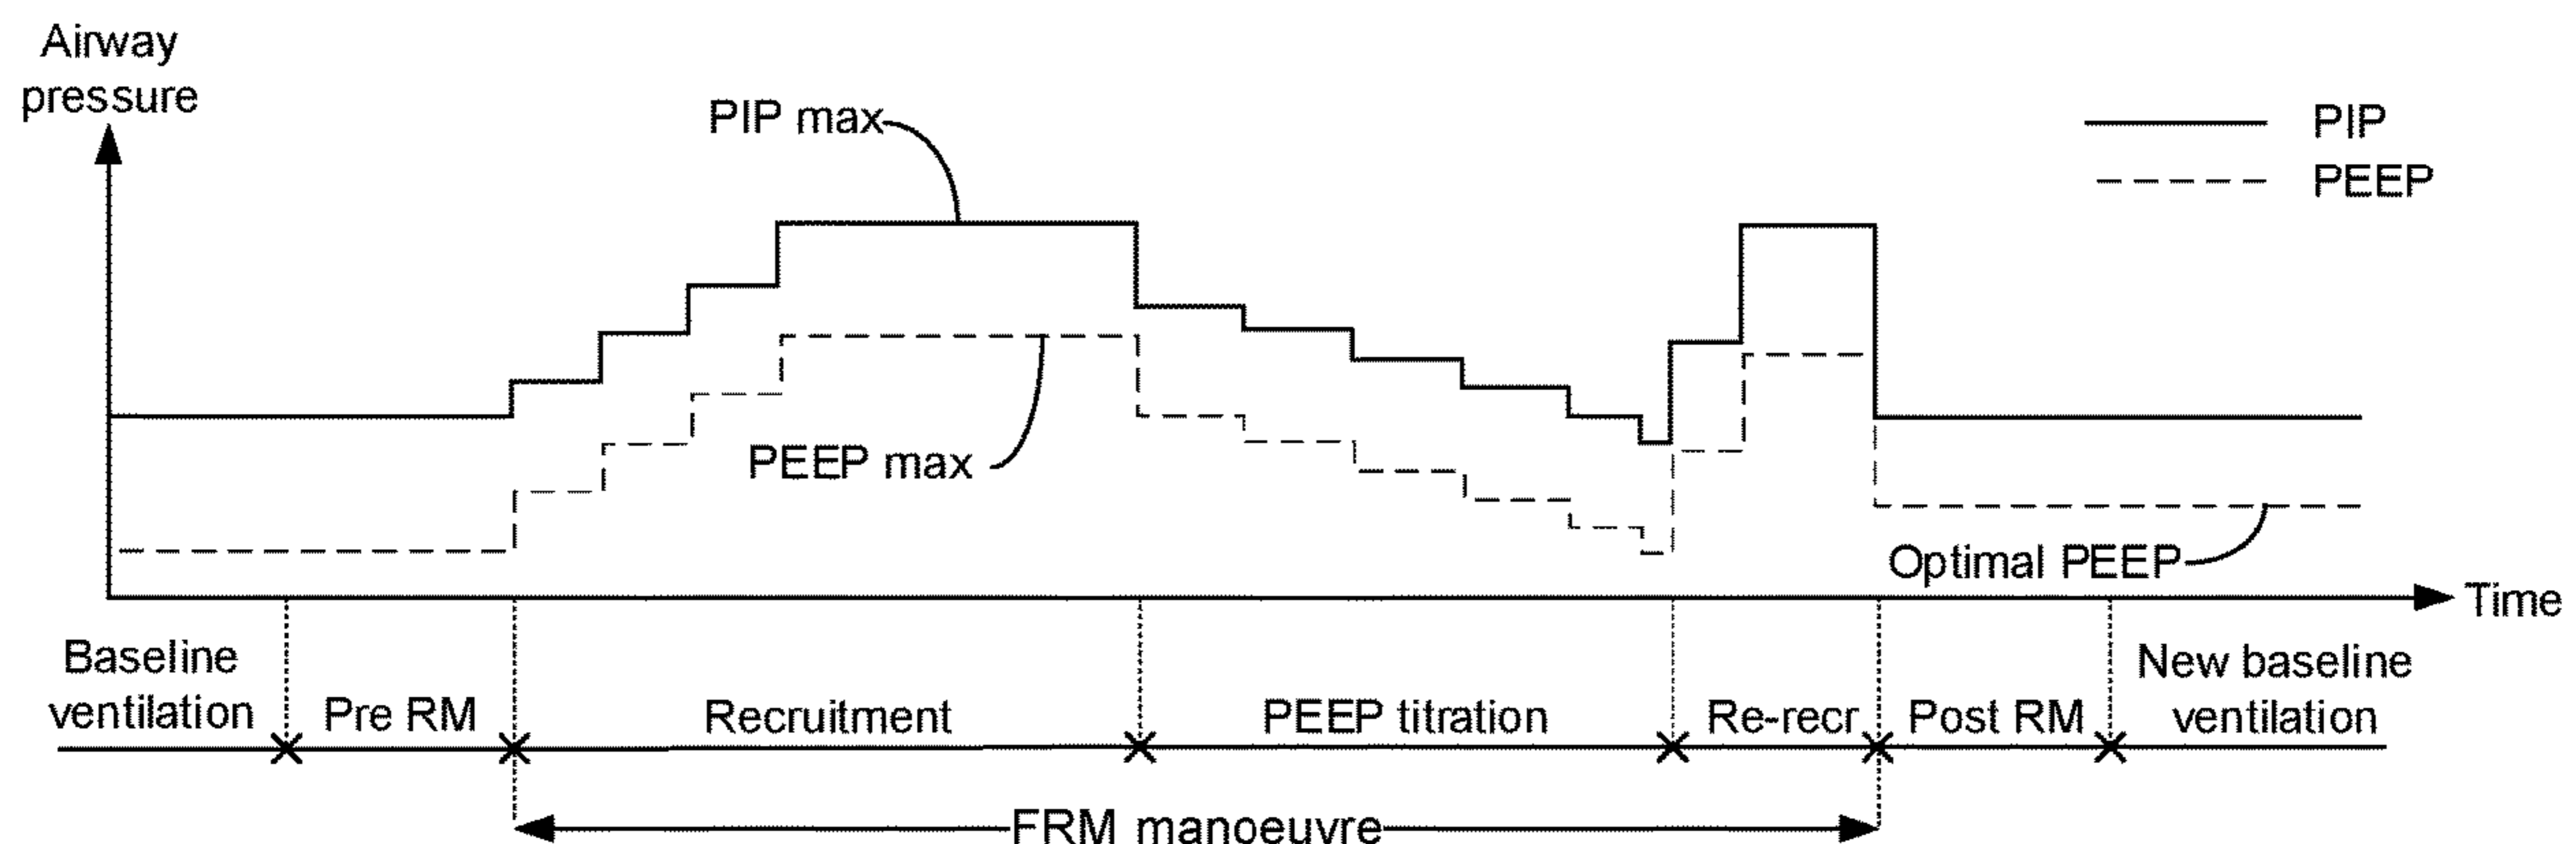 Airway
pressure
PIP max
PIP
PEEP
PEEP max
Optimal PEEP
Time
Baseline
ventilation
Pre RM
Recruitment
PEEP titration
Re-recr
Post RM
New baseline
ventilation
FRM manoeuvre